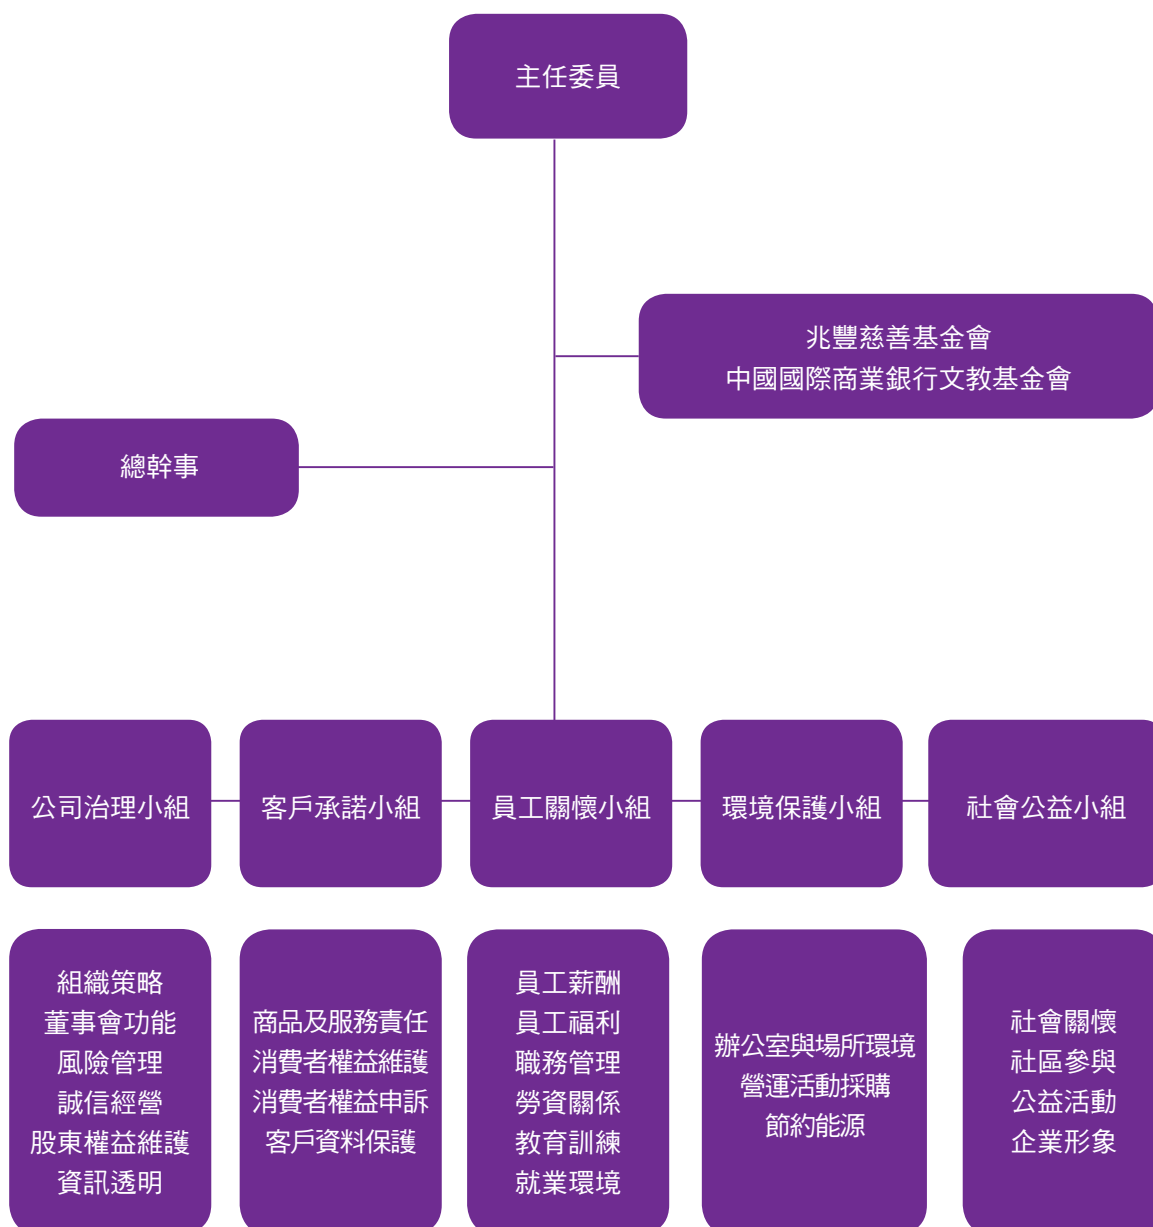 主任委員
兆豐慈善基金會
中國國際商業銀行文教基金會
總幹事
公司治理小組
客戶承諾小組
員工關懷小組
環境保護小組
社會公益小組
組織策略
董事會功能
風險管理
誠信經營
股東權益維護
資訊透明
商品及服務責任
消費者權益維護
消費者權益申訴
客戶資料保護
員工薪酬
員工福利
職務管理
勞資關係
教育訓練
就業環境
辦公室與場所環境
營運活動採購
節約能源
社會關懷
社區參與
公益活動
企業形象